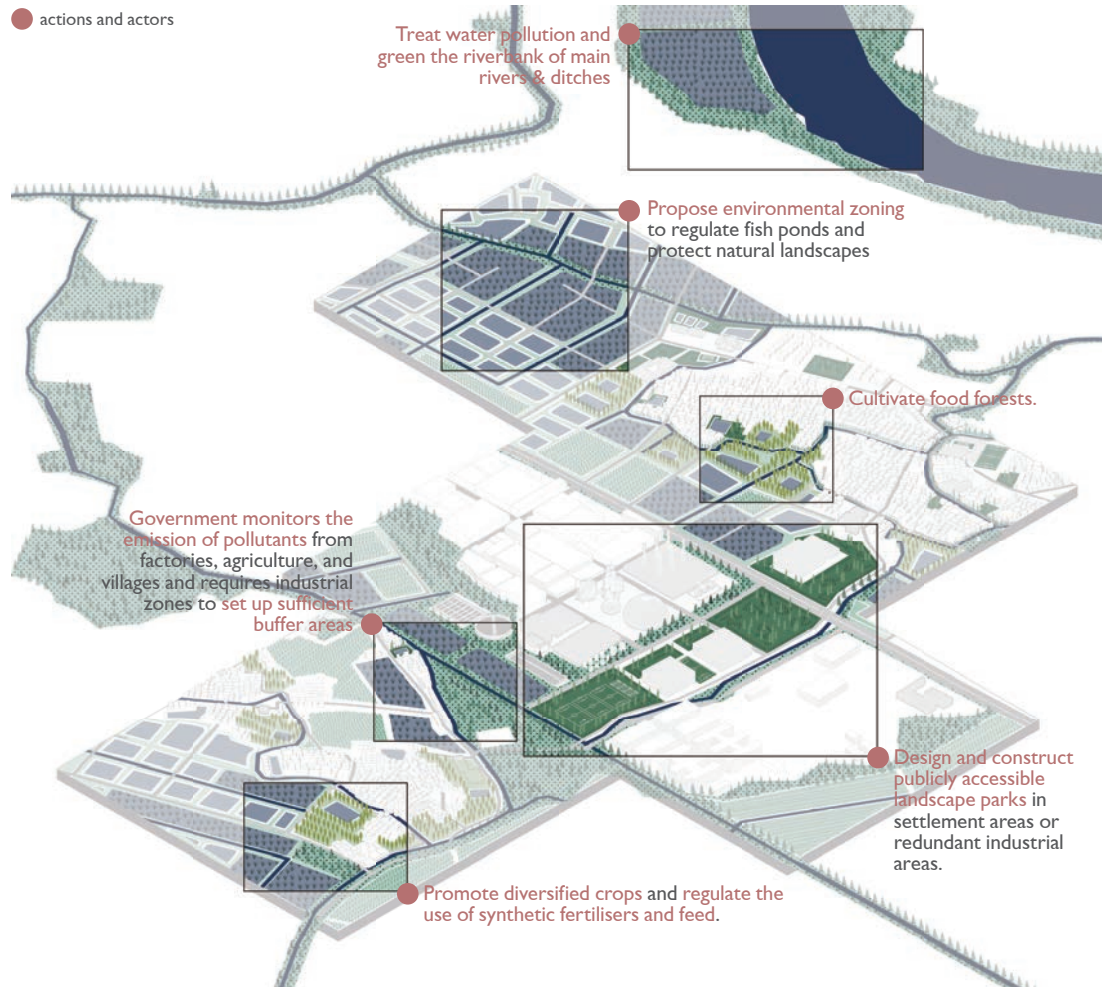 actions and actors
Treat water pollution and
green the riverbank of main
rivers & ditches
Propose environmental zoning
to regulate fish ponds and
protect natural landscapes
Cultivate food forests.
Government monitors the
emission of pollutants from
factories, agriculture, and
villages and requires industrial
zones to set up sufficient
buffer areas
Design and construct
publicly accessible
landscape parks in
settlement areas or
redundant industrial
areas.
Promote diversified crops and regulate the
use of synthetic fertilisers and feed.